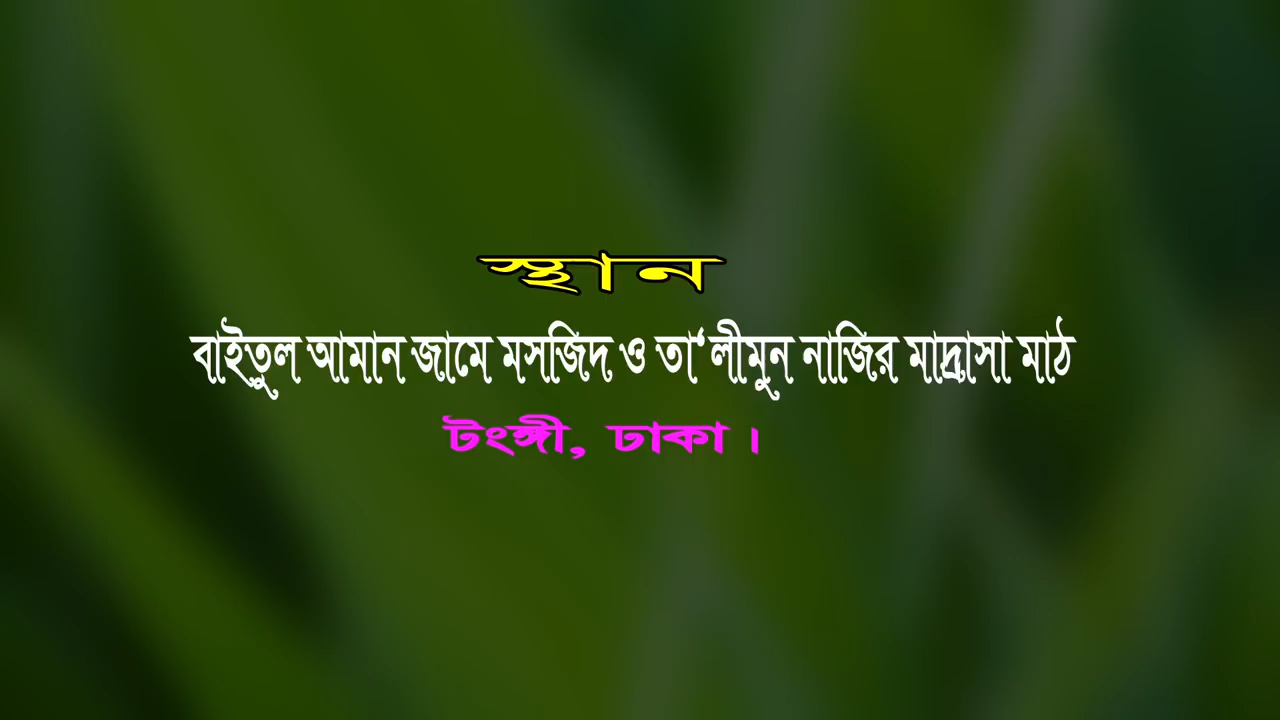 স্থান
বাইতুল আমান জামে মসজিদ ও তা‘লীমুন নাজির মাদ্রাসা মাঠ
টংঙ্গী, ঢাকা ।